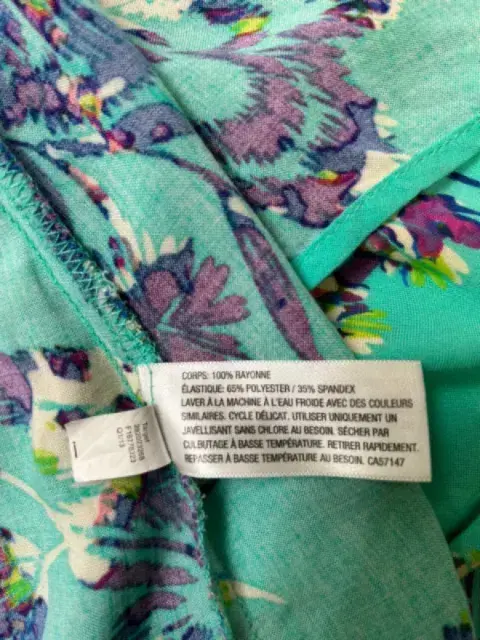 CORPS: 100% RAYONNE
ÉLASTIQUE: 65% POLYESTER / 35% SPANDEX
LAVER À LA MACHINE À L'EAU FROIDE AVEC DES COULEURS
SIMILAIRES. CYCLE DÉLICAT. UTILISER UNIQUEMENT UN
JAVELLISANT SANS CHLORE AU BESOIN. SÉCHER PAR
CULBUTAGE À BASSE TEMPÉRATURE. RETIRER RAPIDEMENT.
REPASSER À BASSE TEMPÉRATURE AU BESOIN. CA57147
Target